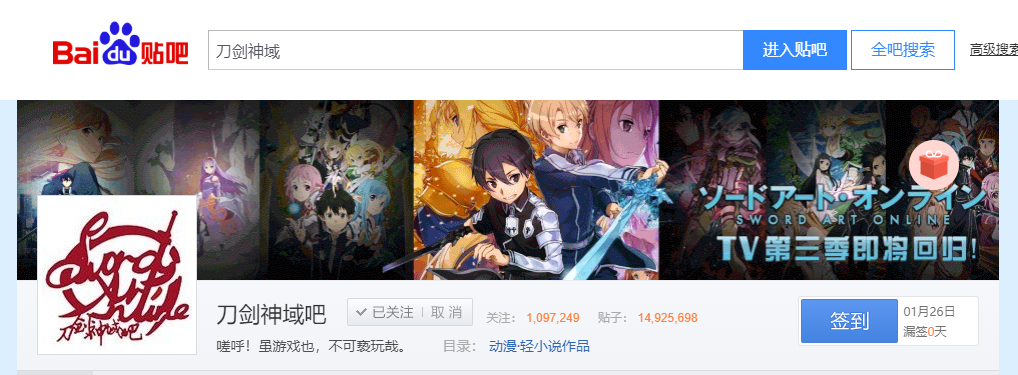 Bai du 贴吧
刀剑神域
进入贴吧
全吧搜索
高级搜索
ソードアート・オンライン
SWORD ART ONLINE
TV第三季即将回归!
Sword Art Online
刀剑神域吧
刀剑神域吧
已关注 | 取消
关注: 1,097,249
贴子: 14,925,698
签到
01月26日
漏签0天
嗟呼!虽游戏也,不可亵玩哉。
目录: 动漫·轻小说作品